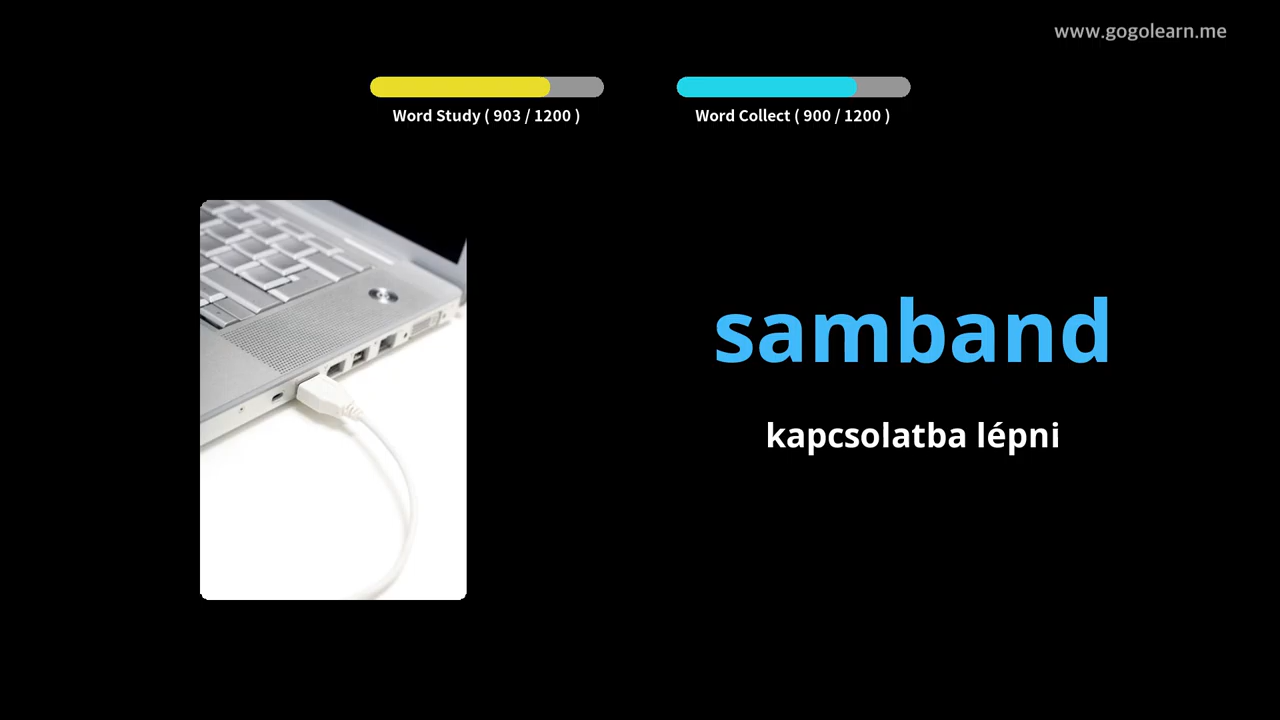 www.gogolearn.me
Word Study ( 903 / 1200 )
Word Collect ( 900 / 1200 )
samband
kapcsolatba lépni